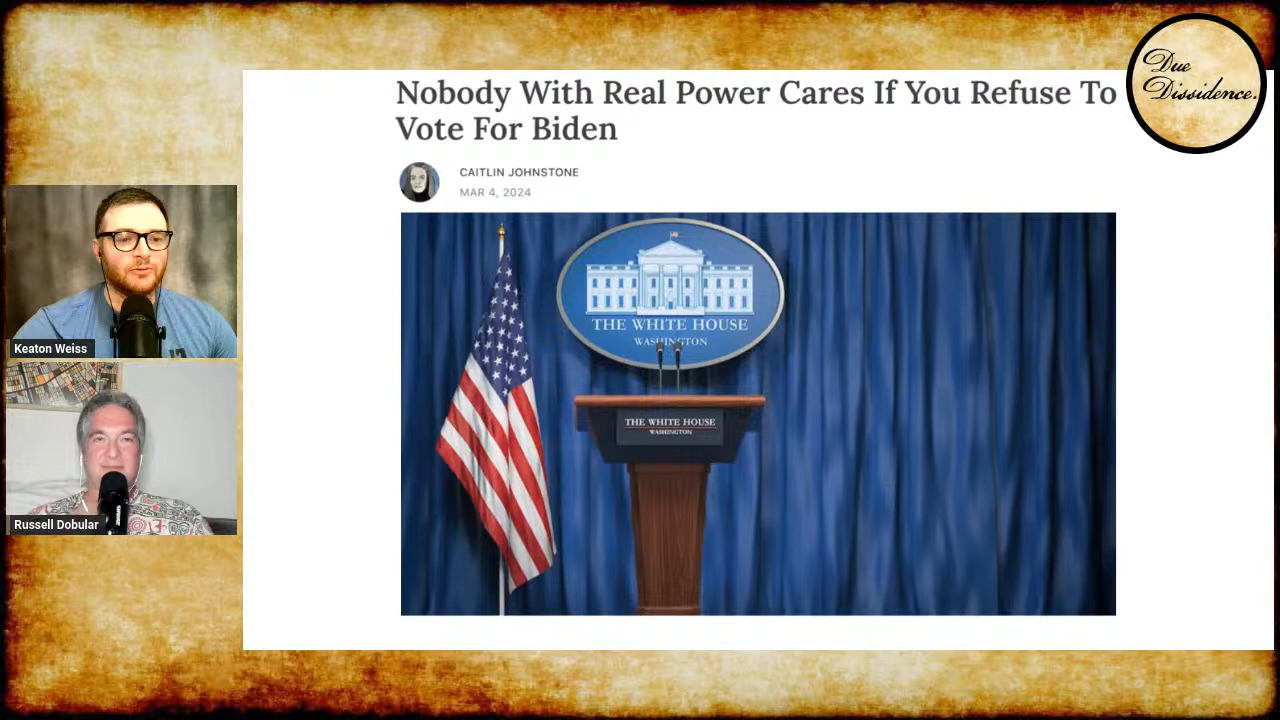 Nobody With Real Power Cares If You Refuse To
Vote For Biden
CAITLIN JOHNSTONE
MAR 4, 2024
THE WHITE HOUSE
WASHINGTON
THE WHITE HOUSE
WASHINGTON
Due
Dissidence.
Keaton Weiss
Russell Dobular